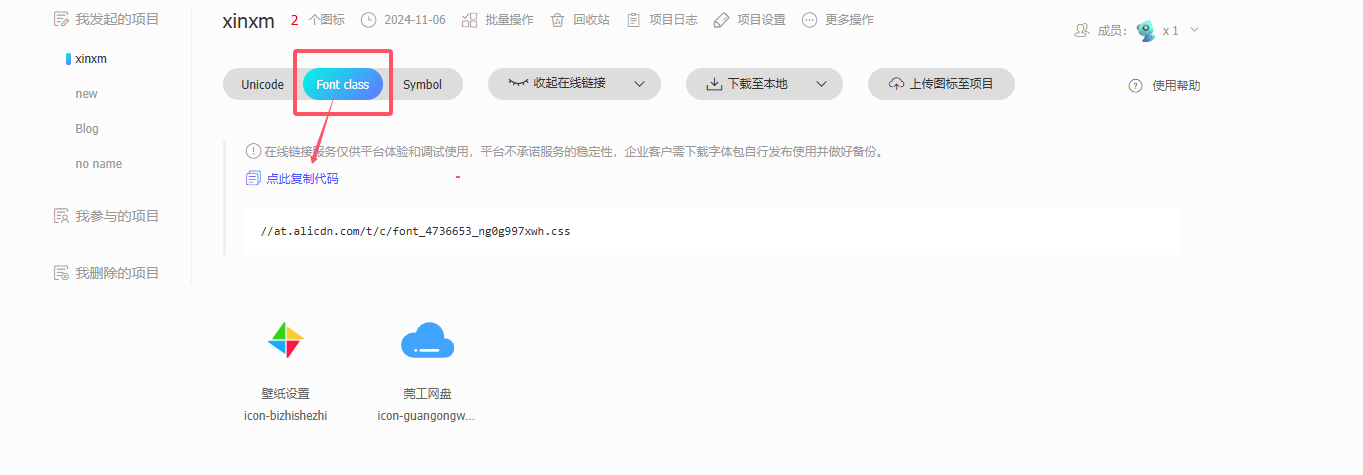 我发起的项目
xinxm
new
Blog
no name
我参与的项目
我删除的项目
xinxm 2 个图标 2024-11-06 批量操作 回收站 项目日志 项目设置 更多操作
成员： x 1
Unicode Font class Symbol 收起在线链接 下载至本地 上传图标至项目 使用帮助
在线链接服务仅供平台体验和调试使用，平台不承诺服务的稳定性，企业客户需下载字体包自行发布使用并做好备份。
点此复制代码
//at.alicdn.com/t/c/font_4736653_ng0g997xwh.css
壁纸设置 莞工网盘
icon-bizhishezhi icon-guangongw...